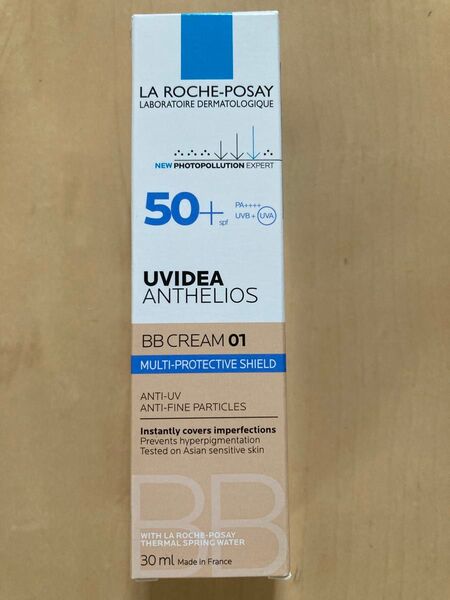 LA ROCHE-POSAY
LABORATOIRE DERMATOLOGIQUE
NEW PHOTOPOLLUTION EXPERT
50+ spf
PA++++
UVB + UVA
UVIDEA
ANTHELIOS
BB CREAM 01
MULTI-PROTECTIVE SHIELD
ANTI-UV
ANTI-FINE PARTICLES
Instantly covers imperfections
Prevents hyperpigmentation
Tested on Asian sensitive skin
BB
WITH LA ROCHE-POSAY
THERMAL SPRING WATER
30 ml Made in France